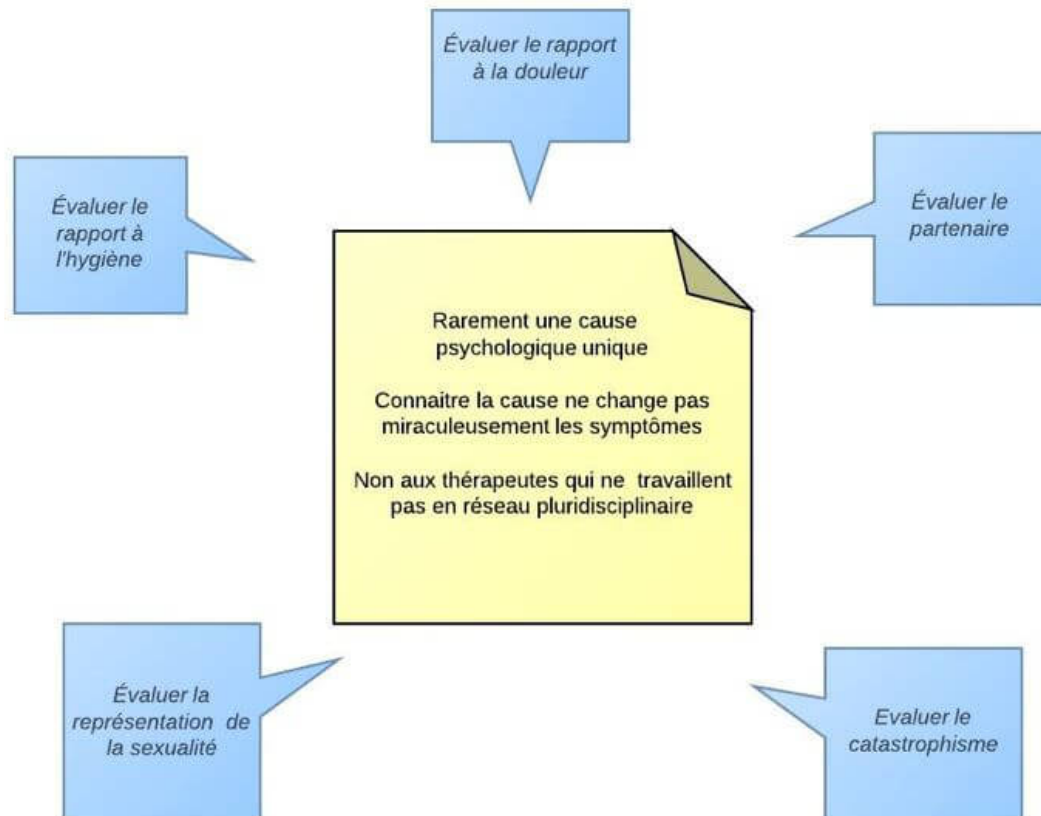 Évaluer le rapport
à la douleur
Évaluer le
rapport à
l'hygiène
Évaluer le
partenaire
Rarement une cause
psychologique unique
Connaitre la cause ne change pas
miraculeusement les symptômes
Non aux thérapeutes qui ne travaillent
pas en réseau pluridisciplinaire
Évaluer la
représentation de
la sexualité
Evaluer le
catastrophisme